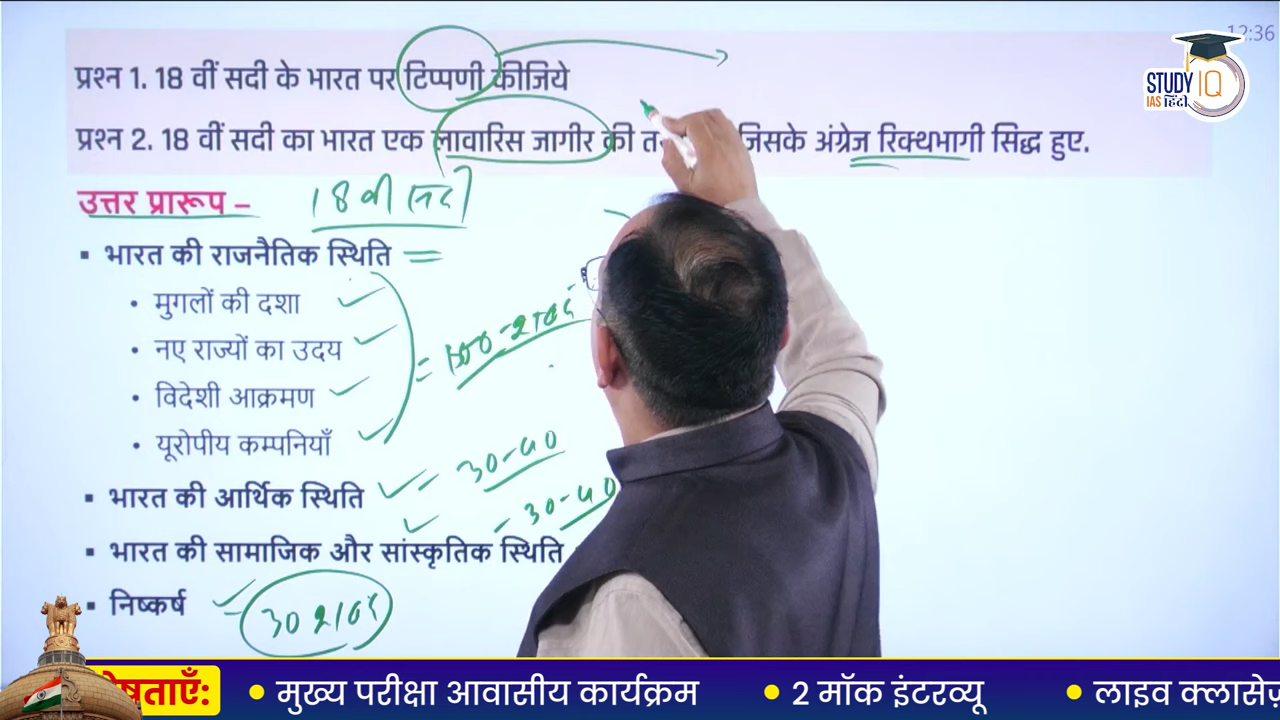 12:36
STUDY IQ
IAS हिंदी
प्रश्न 1. 18 वीं सदी के भारत पर टिप्पणी कीजिये
प्रश्न 2. 18 वीं सदी का भारत एक लावारिस जागीर की जिसके अंग्रेज रिक्थभागी सिद्ध हुए.
उत्तर प्रारूप – 18 वीं सदी
▪ भारत की राजनैतिक स्थिति =
• मुगलों की दशा
• नए राज्यों का उदय
• विदेशी आक्रमण
• यूरोपीय कम्पनियाँ
▪ भारत की आर्थिक स्थिति = 30-40
▪ भारत की सामाजिक और सांस्कृतिक स्थिति - 30-40
▪ निष्कर्ष = 30 शब्द
• मुख्य परीक्षा आवासीय कार्यक्रम • 2 मॉक इंटरव्यू • लाइव क्लासेज़